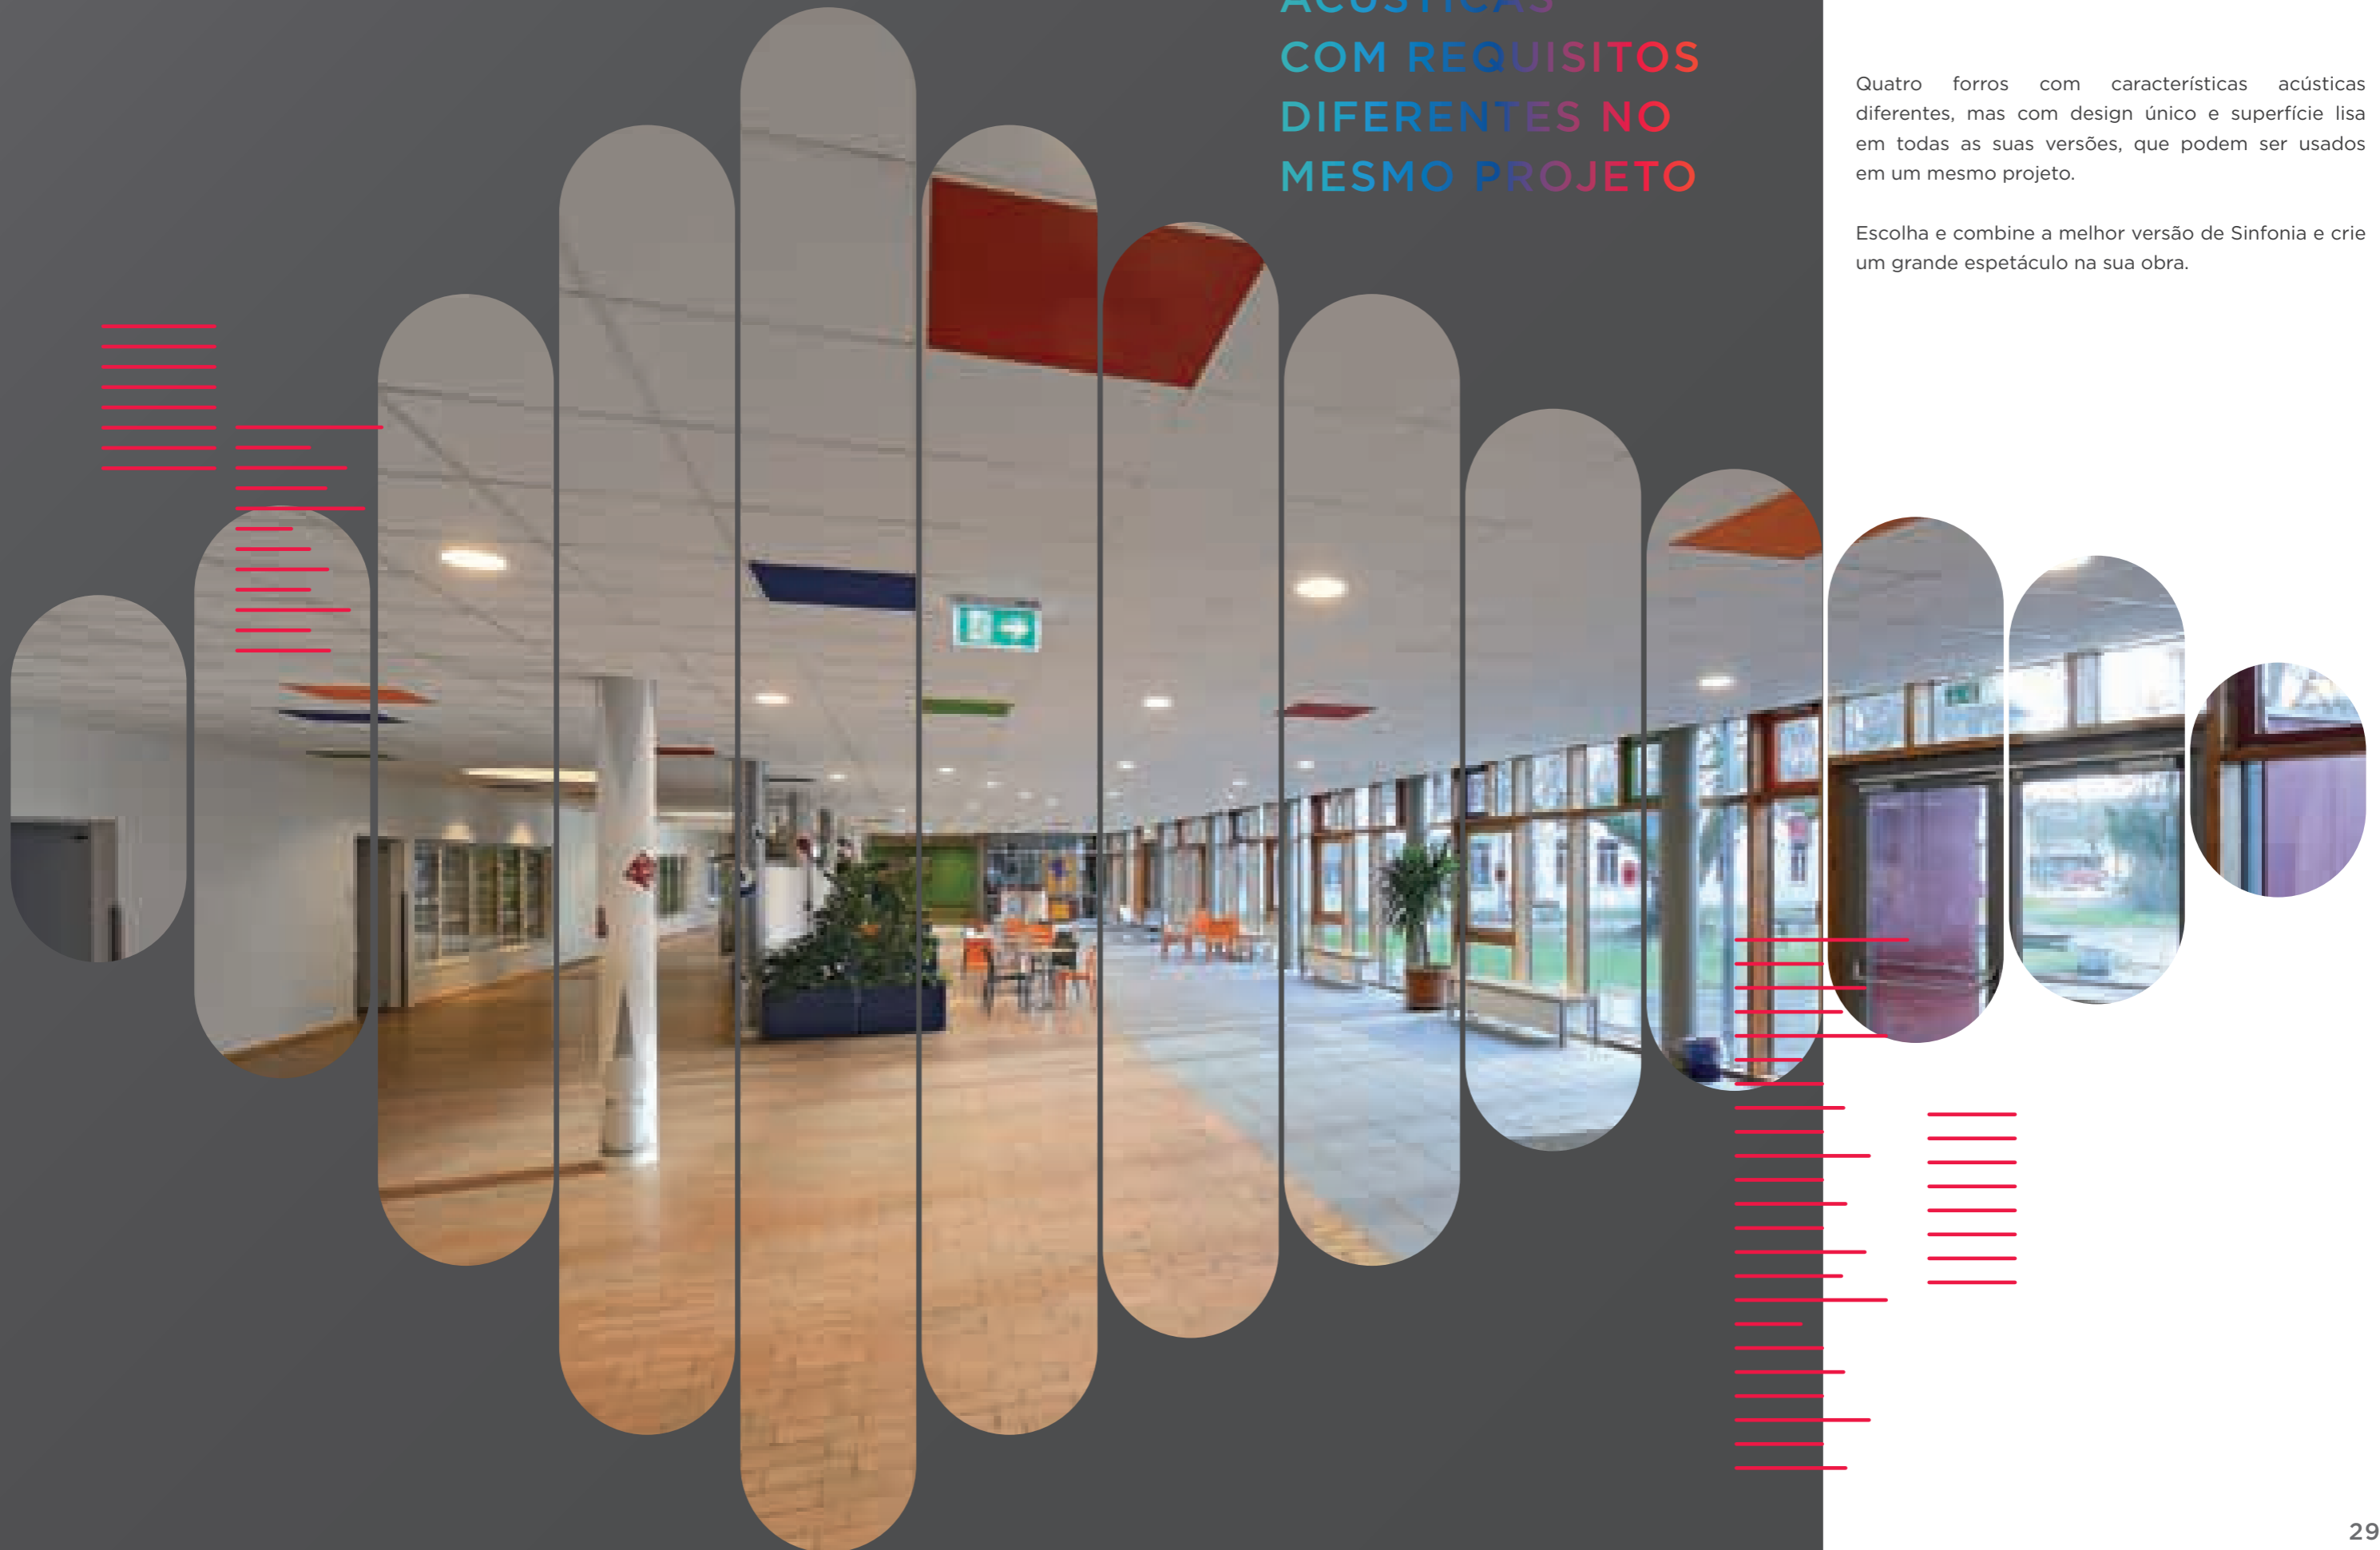 ACÚSTICAS
COM REQUISITOS
DIFERENTES NO
MESMO PROJETO
Quatro forros com características acústicas
diferentes, mas com design único e superfície lisa
em todas as suas versões, que podem ser usados
em um mesmo projeto.
Escolha e combine a melhor versão de Sinfonia e crie
um grande espetáculo na sua obra.
29